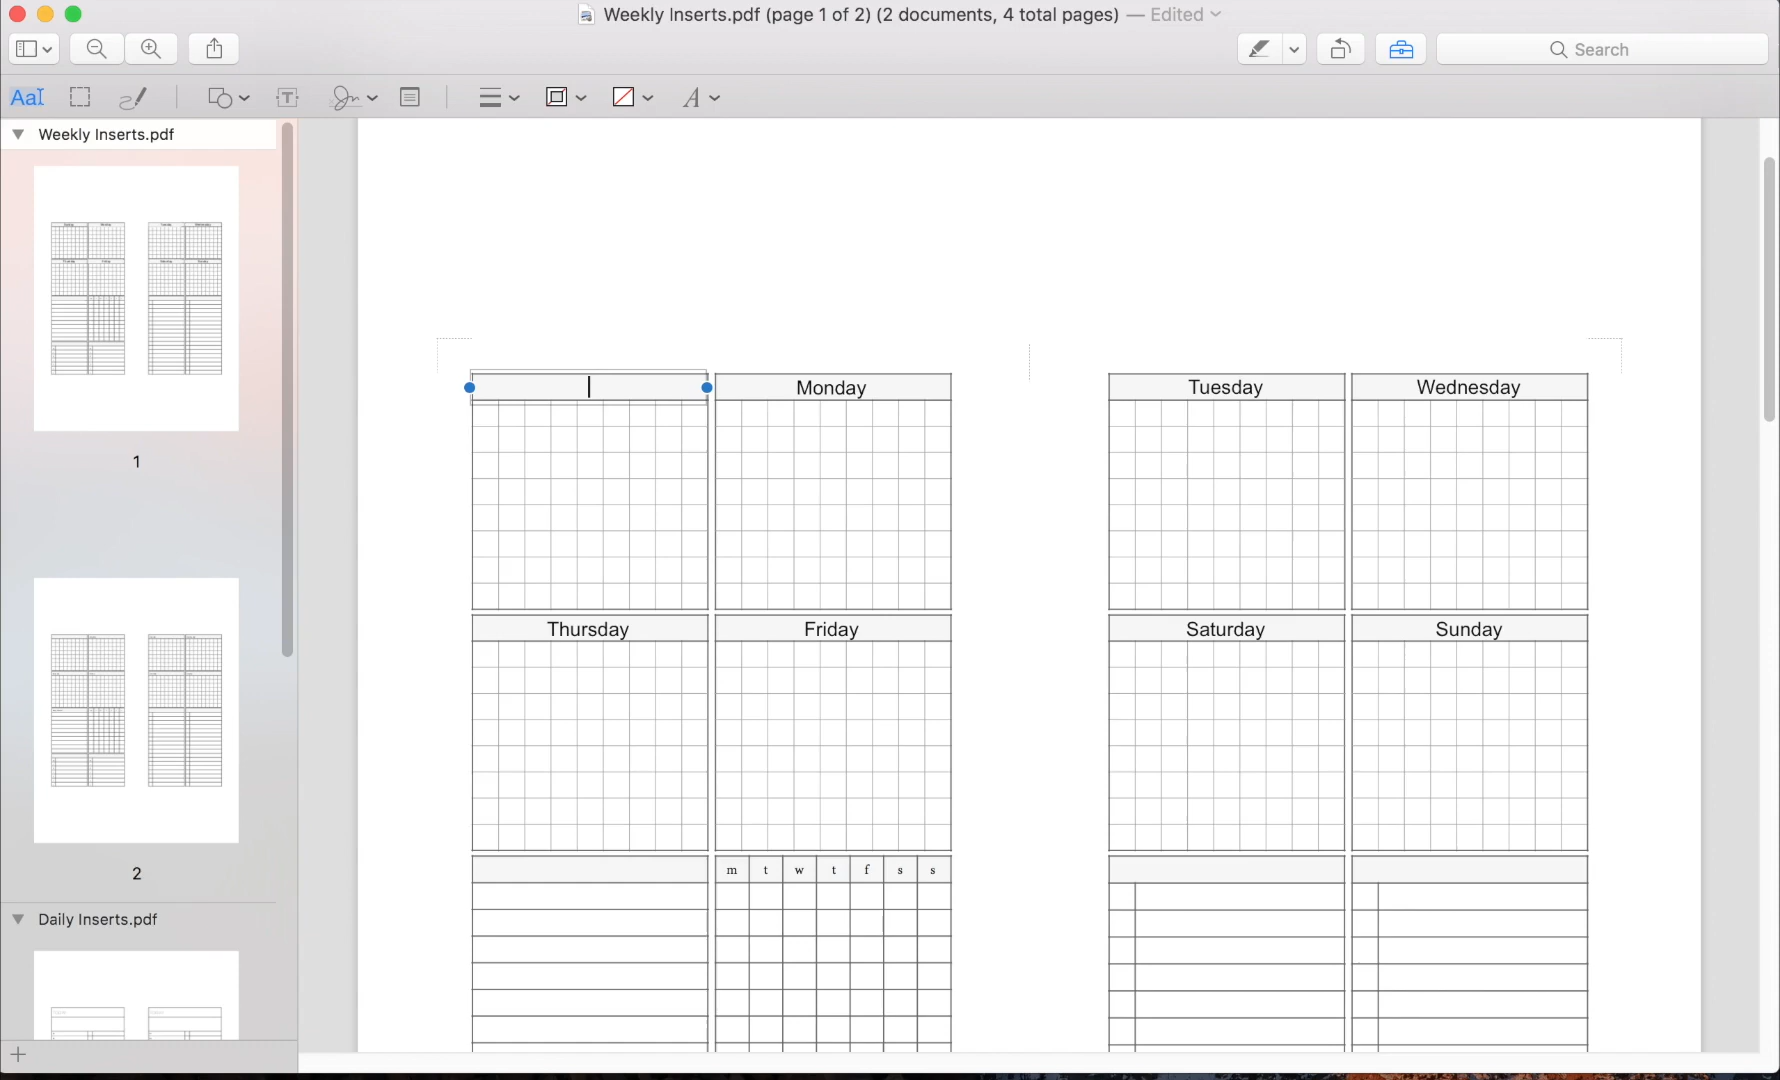 Weekly Inserts.pdf (page 1 of 2) (2 documents, 4 total pages) — Edited
Search
AaI
T
A
Weekly Inserts.pdf
1
2
Daily Inserts.pdf
Monday
Tuesday
Wednesday
Thursday
Friday
Saturday
Sunday
m t w t f s s